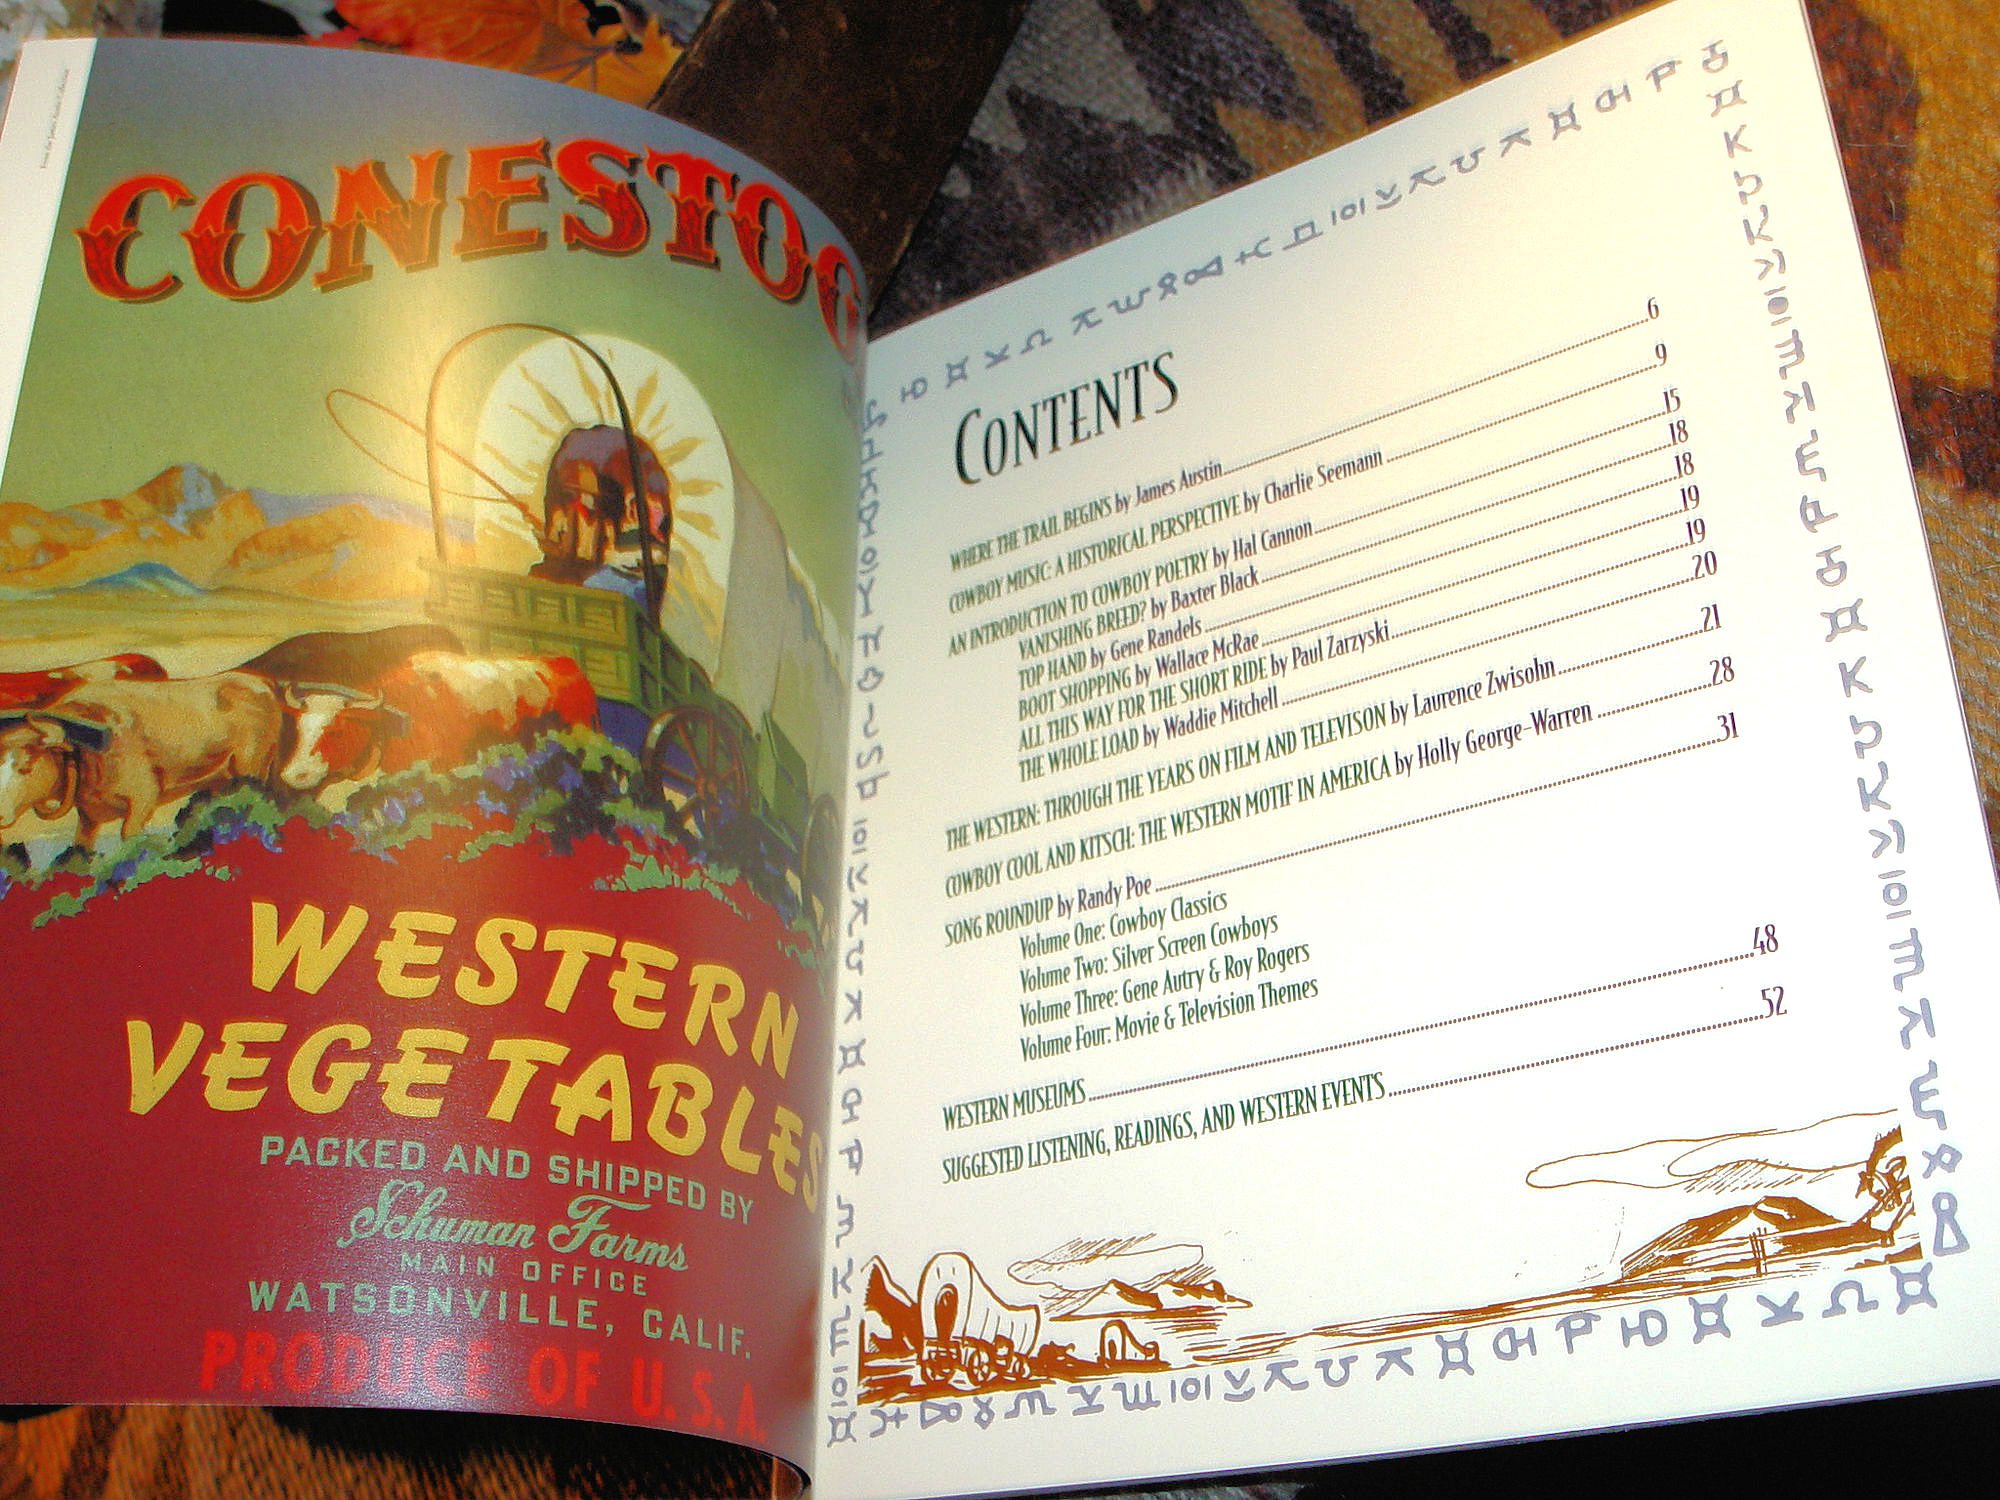 CONESTOG
WESTERN
VEGETABLES
PACKED AND SHIPPED BY
Schuman Farms
MAIN OFFICE
WATSONVILLE, CALIF.
PRODUCE OF U.S.A.
CONTENTS
WHERE THE TRAIL BEGINS by James Austin 6
COWBOY MUSIC: A HISTORICAL PERSPECTIVE by Charlie Seemann 9
AN INTRODUCTION TO COWBOY POETRY by Hal Cannon 15
VANISHING BREED? by Baxter Black 18
TOP HAND by Gene Randels 18
BOOT SHOPPING by Wallace McRae 19
ALL THIS WAY FOR THE SHORT RIDE by Paul Zarzyski 19
THE WHOLE LOAD by Waddie Mitchell 20
THE WESTERN: THROUGH THE YEARS ON FILM AND TELEVISON by Laurence Zwisohn 21
COWBOY COOL AND KITSCH: THE WESTERN MOTIF IN AMERICA by Holly George-Warren 28
SONG ROUNDUP by Randy Poe 31
Volume One: Cowboy Classics
Volume Two: Silver Screen Cowboys
Volume Three: Gene Autry & Roy Rogers
Volume Four: Movie & Television Themes
WESTERN MUSEUMS 48
SUGGESTED LISTENING, READINGS, AND WESTERN EVENTS 52